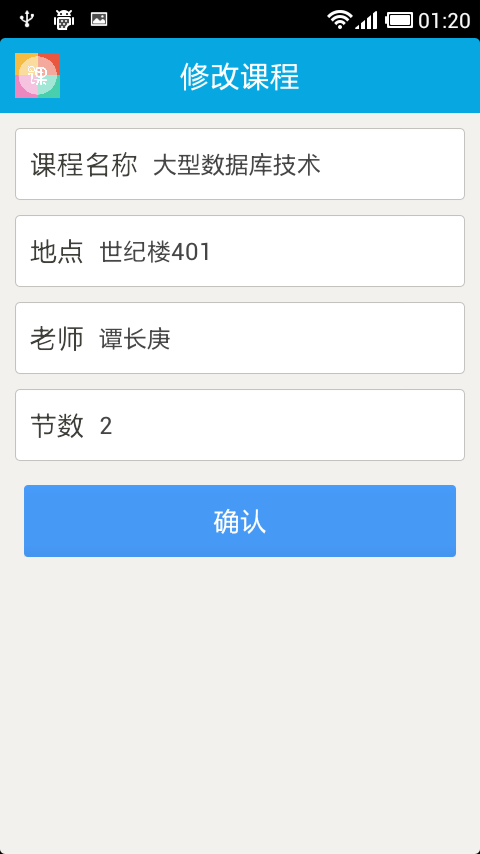 01:20
课
修改课程
课程名称 大型数据库技术
地点 世纪楼401
老师 谭长庚
节数 2
确认